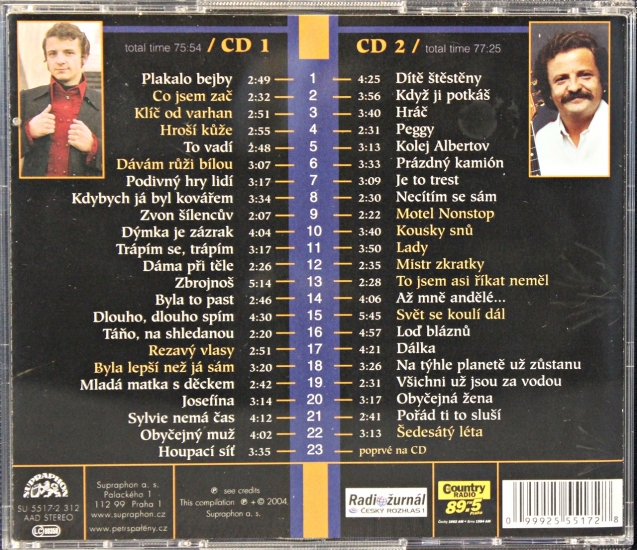 total time 75:54 / CD 1
CD 2 / total time 77:25
Plakalo bejby 2:49 1 4:25 Dítě štěstěny
Co jsem zač 2:32 2 3:56 Když ji potkáš
Klíč od varhan 2:51 3 3:40 Hráč
Hroší kůže 2:55 4 2:31 Peggy
To vadí 2:48 5 3:13 Kolej Albertov
Dávám růži bílou 3:07 6 3:33 Prázdný kamión
Podivný hry lidí 3:17 7 3:09 Je to trest
Kdybych já byl kovářem 3:34 8 2:30 Necítím se sám
Zvon šílencův 2:07 9 2:22 Motel Nonstop
Dýmka je zázrak 4:04 10 3:40 Kousky snů
Trápím se, trápím 3:17 11 3:50 Lady
Dáma při těle 2:26 12 2:35 Mistr zkratky
Zbrojnoš 5:14 13 2:28 To jsem asi říkat neměl
Byla to past 2:46 14 4:06 Až mně andělé...
Dlouho, dlouho spím 4:30 15 5:45 Svět se koulí dál
Táňo, na shledanou 2:20 16 4:57 Loď bláznů
Rezavý vlasy 2:51 17 4:21 Dálka
Byla lepší než já sám 3:20 18 3:26 Na týhle planetě už zůstanu
Mladá matka s děckem 2:42 19 2:31 Všichni už jsou za vodou
Josefína 3:14 20 3:17 Obyčejná žena
Sylvie nemá čas 4:12 21 2:41 Pořád ti to sluší
Obyčejný muž 4:02 22 3:13 Šedesátý léta
Houpací síť 3:35 23 poprvé na CD
SUPRAPHON
SU 5517-2 312
AAD STEREO
LC
Supraphon a. s.
Palackého 1
112 99 Praha 1
www.supraphon.cz
www.petrspálený.cz
℗ see credits
This compilation ℗ + © 2004
Supraphon a. s.
Radiožurnál
ČESKÝ ROZHLAS 1
Country
RADIO
89.5
0 99925 55172 8